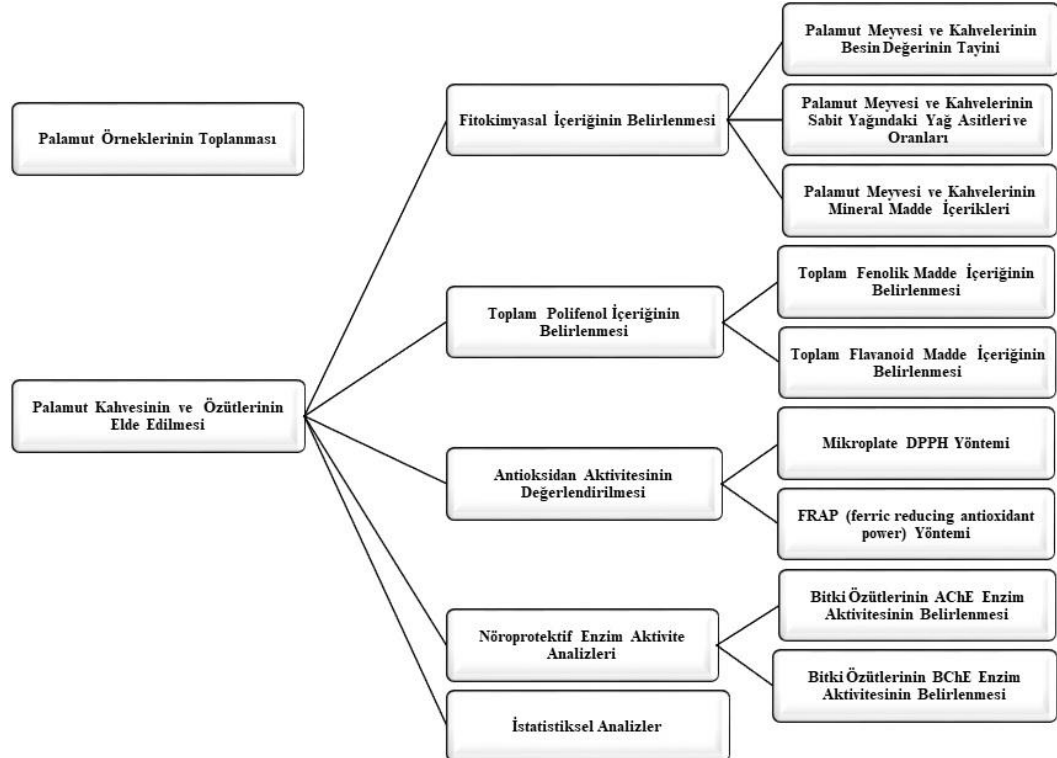 Palamut Örneklerinin Toplanması
Palamut Kahvesinin ve Özütlerinin
Elde Edilmesi
Fitokimyasal İçeriğinin Belirlenmesi
Palamut Meyvesi ve Kahvelerinin
Besin Değerinin Tayini
Palamut Meyvesi ve Kahvelerinin
Sabit Yağındaki Yağ Asitleri ve
Oranları
Palamut Meyvesi ve Kahvelerinin
Mineral Madde İçerikleri
Toplam Polifenol İçeriğinin
Belirlenmesi
Toplam Fenolik Madde İçeriğinin
Belirlenmesi
Toplam Flavanoid Madde İçeriğinin
Belirlenmesi
Antioksidan Aktivitesinin
Değerlendirilmesi
Mikroplate DPPH Yöntemi
FRAP (ferric reducing antioxidant
power) Yöntemi
Nöroprotektif Enzim Aktivite
Analizleri
Bitki Özütlerinin AChE Enzim
Aktivitesinin Belirlenmesi
Bitki Özütlerinin BChE Enzim
Aktivitesinin Belirlenmesi
İstatistiksel Analizler